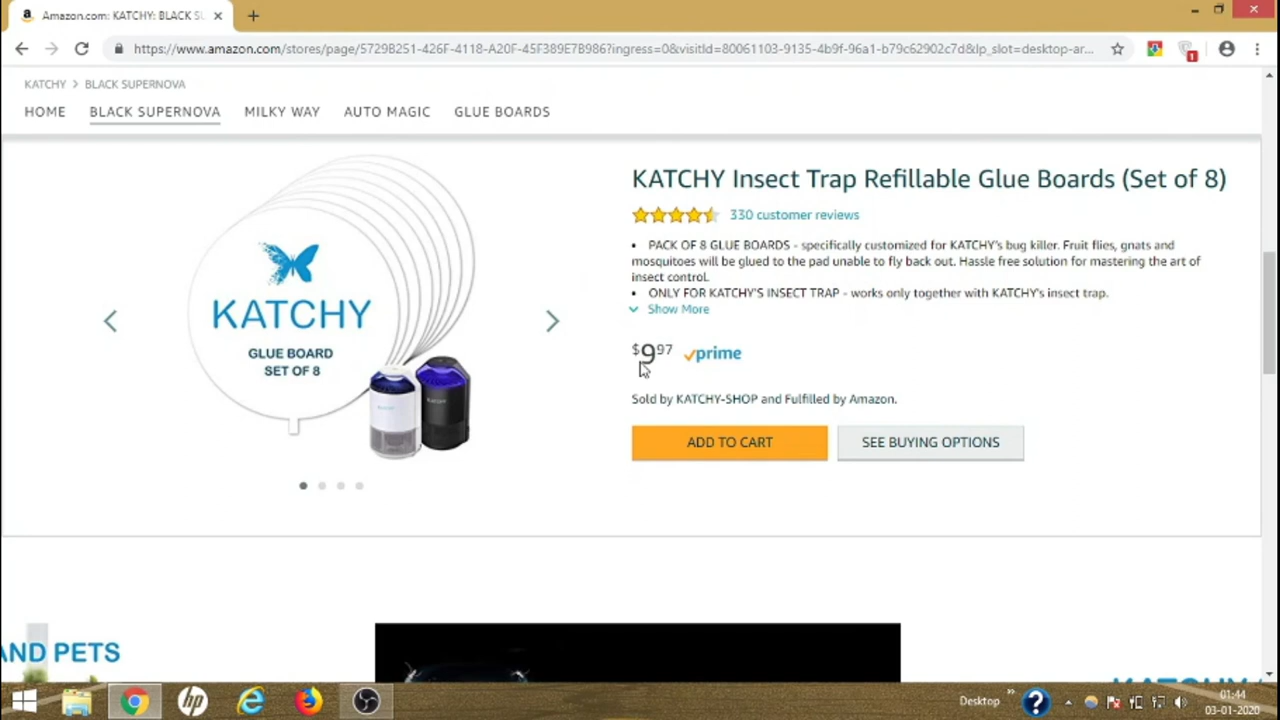 Amazon.com: KATCHY: BLACK S
https://www.amazon.com/stores/page/5729B251-426F-4118-A20F-45F389E7B986?ingress=0&visitId=80061103-9135-4b9f-96a1-b79c62902c7d&lp_slot=desktop-ar...
1
KATCHY > BLACK SUPERNOVA
HOME BLACK SUPERNOVA MILKY WAY AUTO MAGIC GLUE BOARDS
KATCHY
GLUE BOARD
SET OF 8
KATCHY Insect Trap Refillable Glue Boards (Set of 8)
330 customer reviews
• PACK OF 8 GLUE BOARDS - specifically customized for KATCHY's bug killer. Fruit flies, gnats and
mosquitoes will be glued to the pad unable to fly back out. Hassle free solution for mastering the art of
insect control.
• ONLY FOR KATCHY'S INSECT TRAP - works only together with KATCHY's insect trap.
Show More
$9 97 prime
Sold by KATCHY-SHOP and Fulfilled by Amazon.
ADD TO CART SEE BUYING OPTIONS
AND PETS
hp
Desktop
01:44
03-01-2020